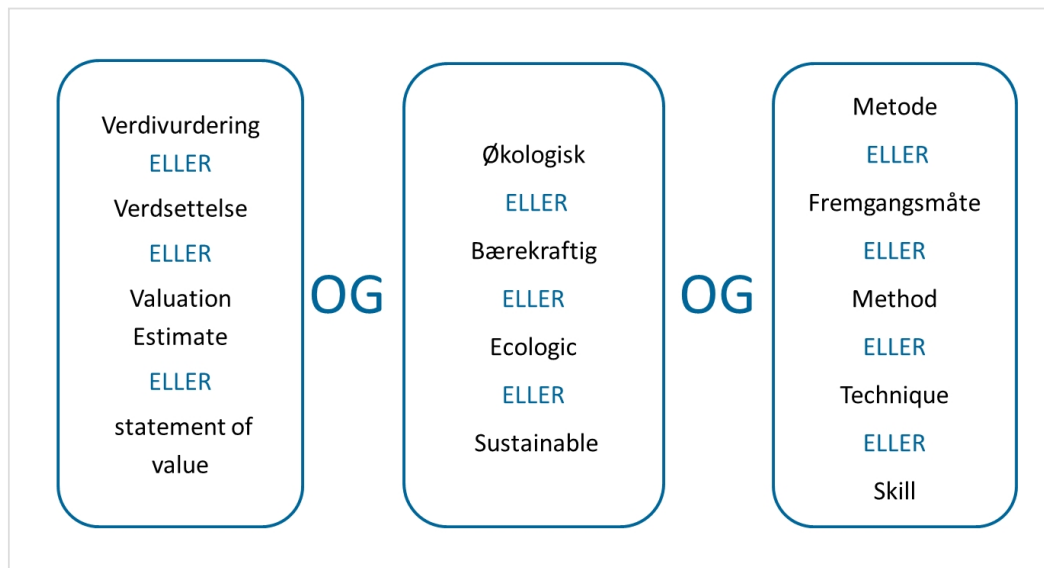 Verdivurdering
ELLER
Verdsettelse
ELLER
Valuation
Estimate
ELLER
statement of
value
OG
Økologisk
ELLER
Bærekraftig
ELLER
Ecologic
ELLER
Sustainable
OG
Metode
ELLER
Fremgangsmåte
ELLER
Method
ELLER
Technique
ELLER
Skill